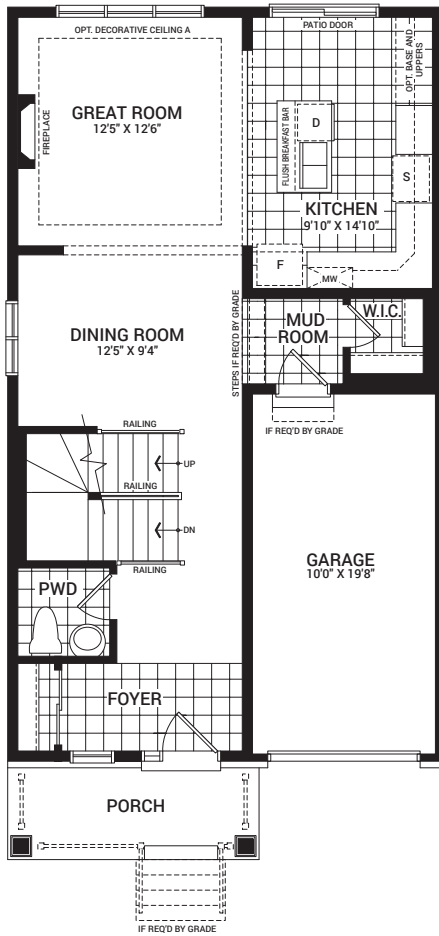 OPT. DECORATIVE CEILING A
PATIO DOOR
OPT. BASE AND
UPPERS
GREAT ROOM
12'5" X 12'6"
FIREPLACE
FLUSH BREAKFAST BAR
D
S
KITCHEN
9'10" X 14'10"
F
MW
STEPS IF REQ'D BY GRADE
MUD
ROOM
W.I.C.
DINING ROOM
12'5" X 9'4"
IF REQ'D BY GRADE
RAILING
UP
RAILING
DN
RAILING
GARAGE
10'0" X 19'8"
PWD
FOYER
PORCH
IF REQ'D BY GRADE